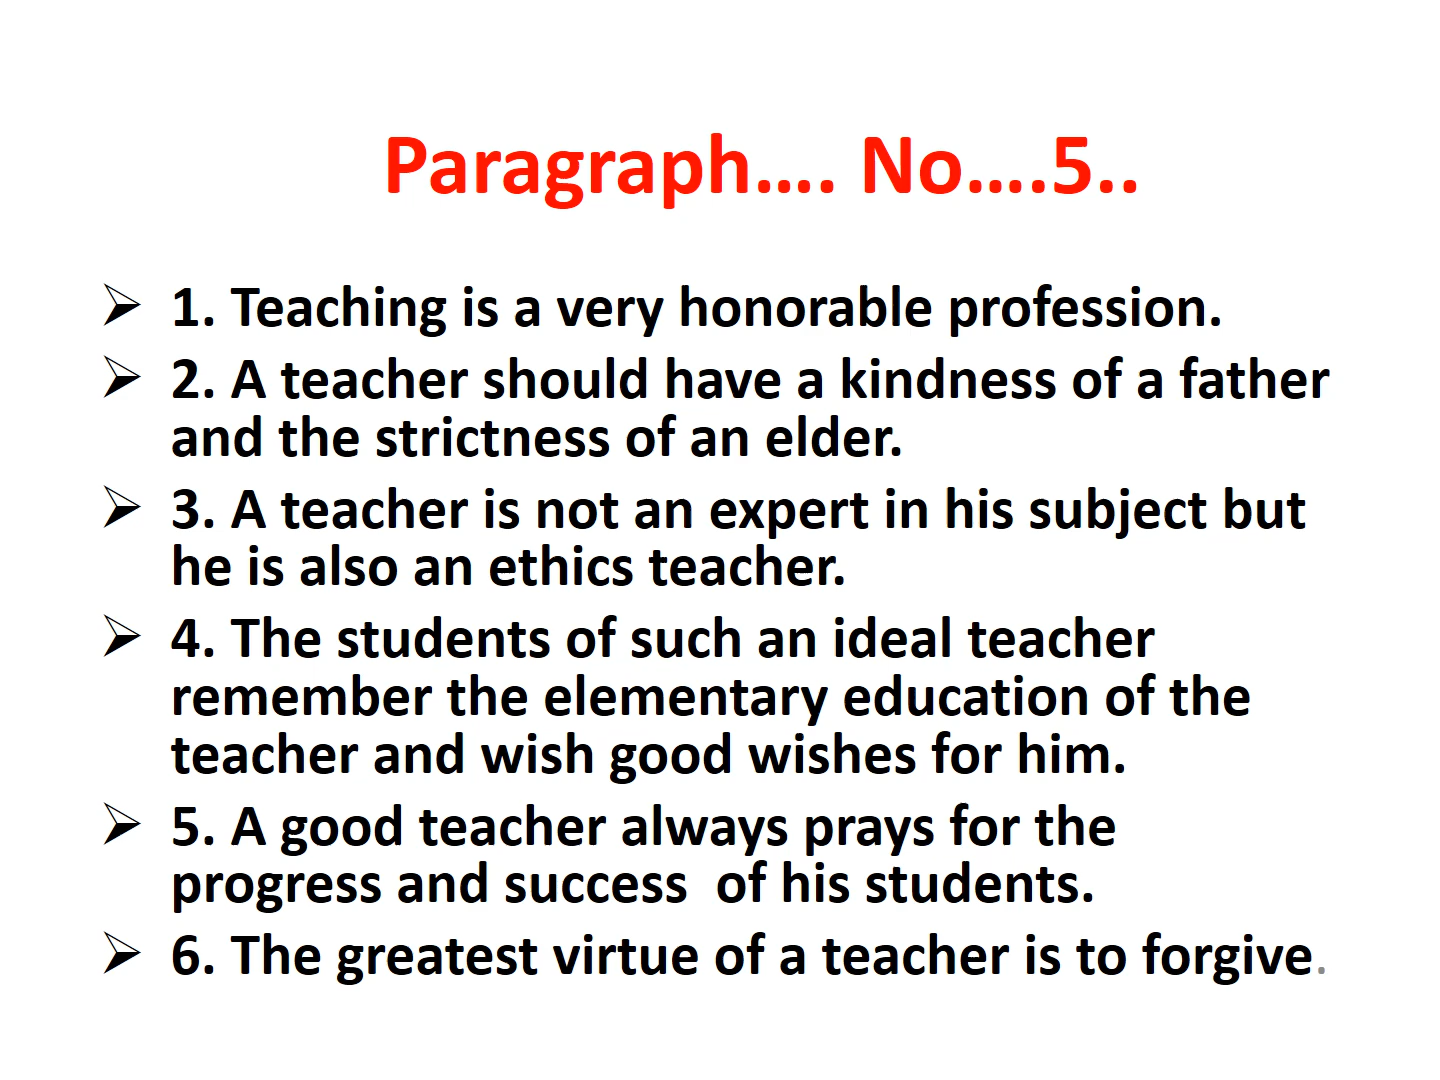 Paragraph…. No….5..
➢ 1. Teaching is a very honorable profession.
➢ 2. A teacher should have a kindness of a father
and the strictness of an elder.
➢ 3. A teacher is not an expert in his subject but
he is also an ethics teacher.
➢ 4. The students of such an ideal teacher
remember the elementary education of the
teacher and wish good wishes for him.
➢ 5. A good teacher always prays for the
progress and success  of his students.
➢ 6. The greatest virtue of a teacher is to forgive.